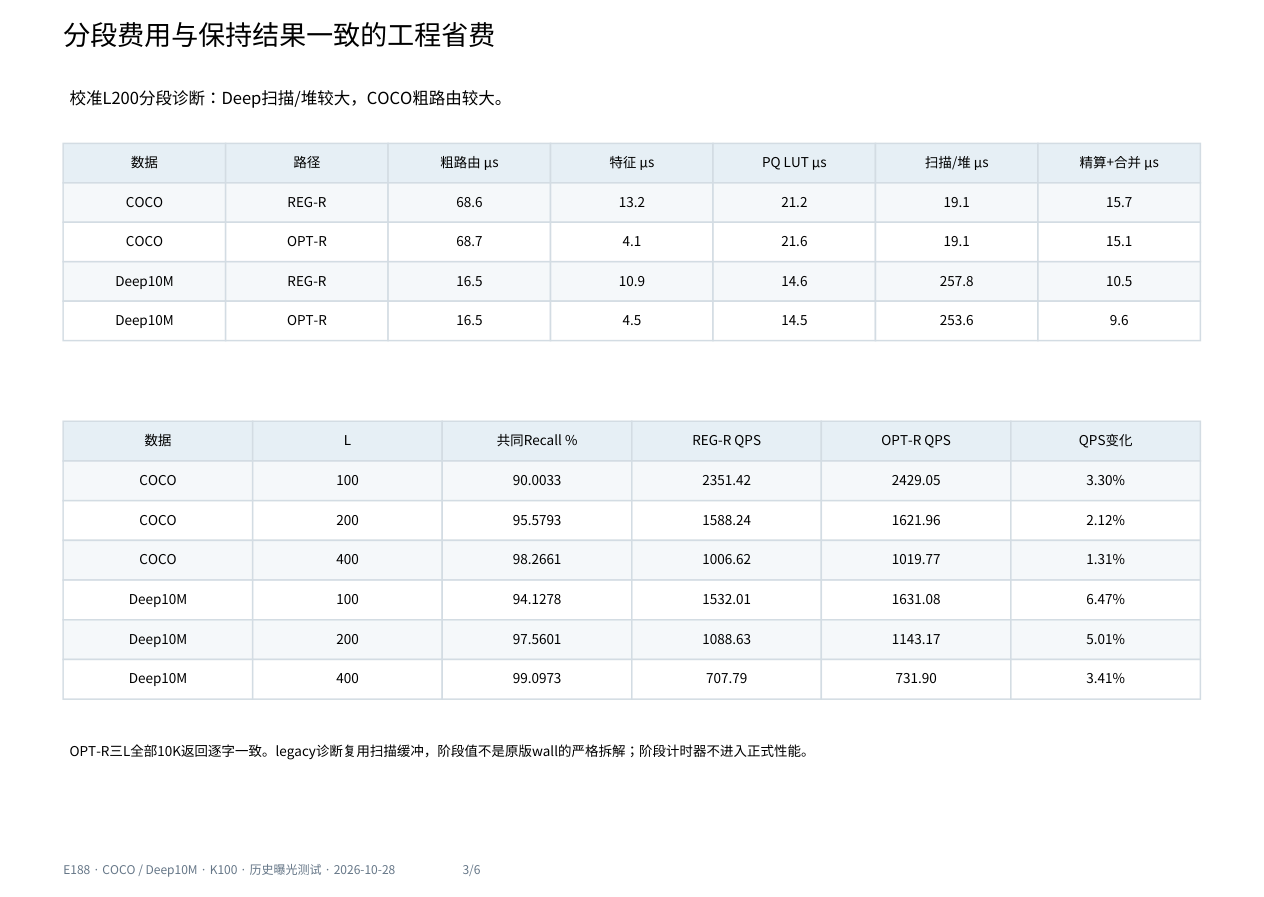 分段费用与保持结果一致的工程省费
校准L200分段诊断：Deep扫描/堆较大，COCO粗路由较大。
数据 路径 粗路由 µs 特征 µs PQ LUT µs 扫描/堆 µs 精算+合并 µs
COCO REG-R 68.6 13.2 21.2 19.1 15.7
COCO OPT-R 68.7 4.1 21.6 19.1 15.1
Deep10M REG-R 16.5 10.9 14.6 257.8 10.5
Deep10M OPT-R 16.5 4.5 14.5 253.6 9.6
数据 L 共同Recall % REG-R QPS OPT-R QPS QPS变化
COCO 100 90.0033 2351.42 2429.05 3.30%
COCO 200 95.5793 1588.24 1621.96 2.12%
COCO 400 98.2661 1006.62 1019.77 1.31%
Deep10M 100 94.1278 1532.01 1631.08 6.47%
Deep10M 200 97.5601 1088.63 1143.17 5.01%
Deep10M 400 99.0973 707.79 731.90 3.41%
OPT-R三L全部10K返回逐字一致。legacy诊断复用扫描缓冲，阶段值不是原版wall的严格拆解；阶段计时器不进入正式性能。
E188 · COCO / Deep10M · K100 · 历史曝光测试 · 2026-10-28 3/6